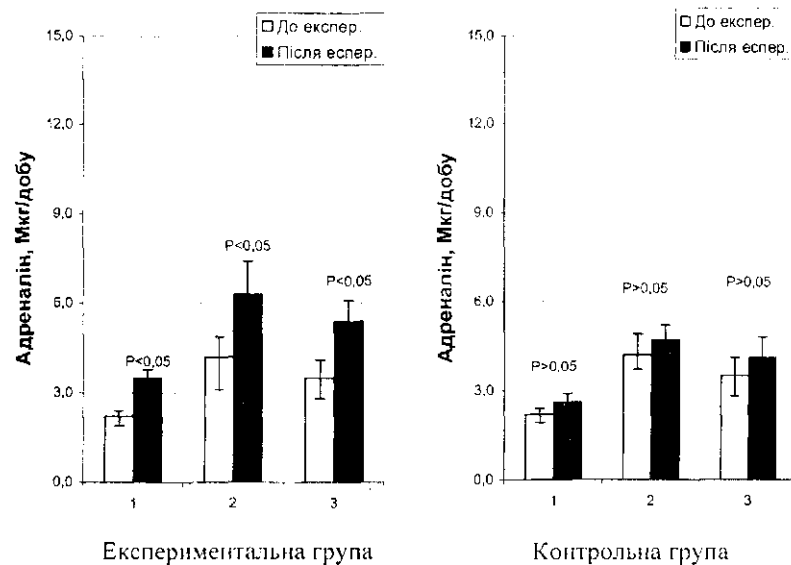 До експер.
Після еспер.
15,0
12,0
9,0
6,0
3,0
0,0
Адреналін, Мкг/добу
P<0,05
P<0,05
P<0,05
1
2
3
Експериментальна група
До експер.
Після еспер.
15,0
12,0
9,0
6,0
3,0
0,0
Адреналін, Мкг/добу
P>0,05
P>0,05
P>0,05
1
2
3
Контрольна група